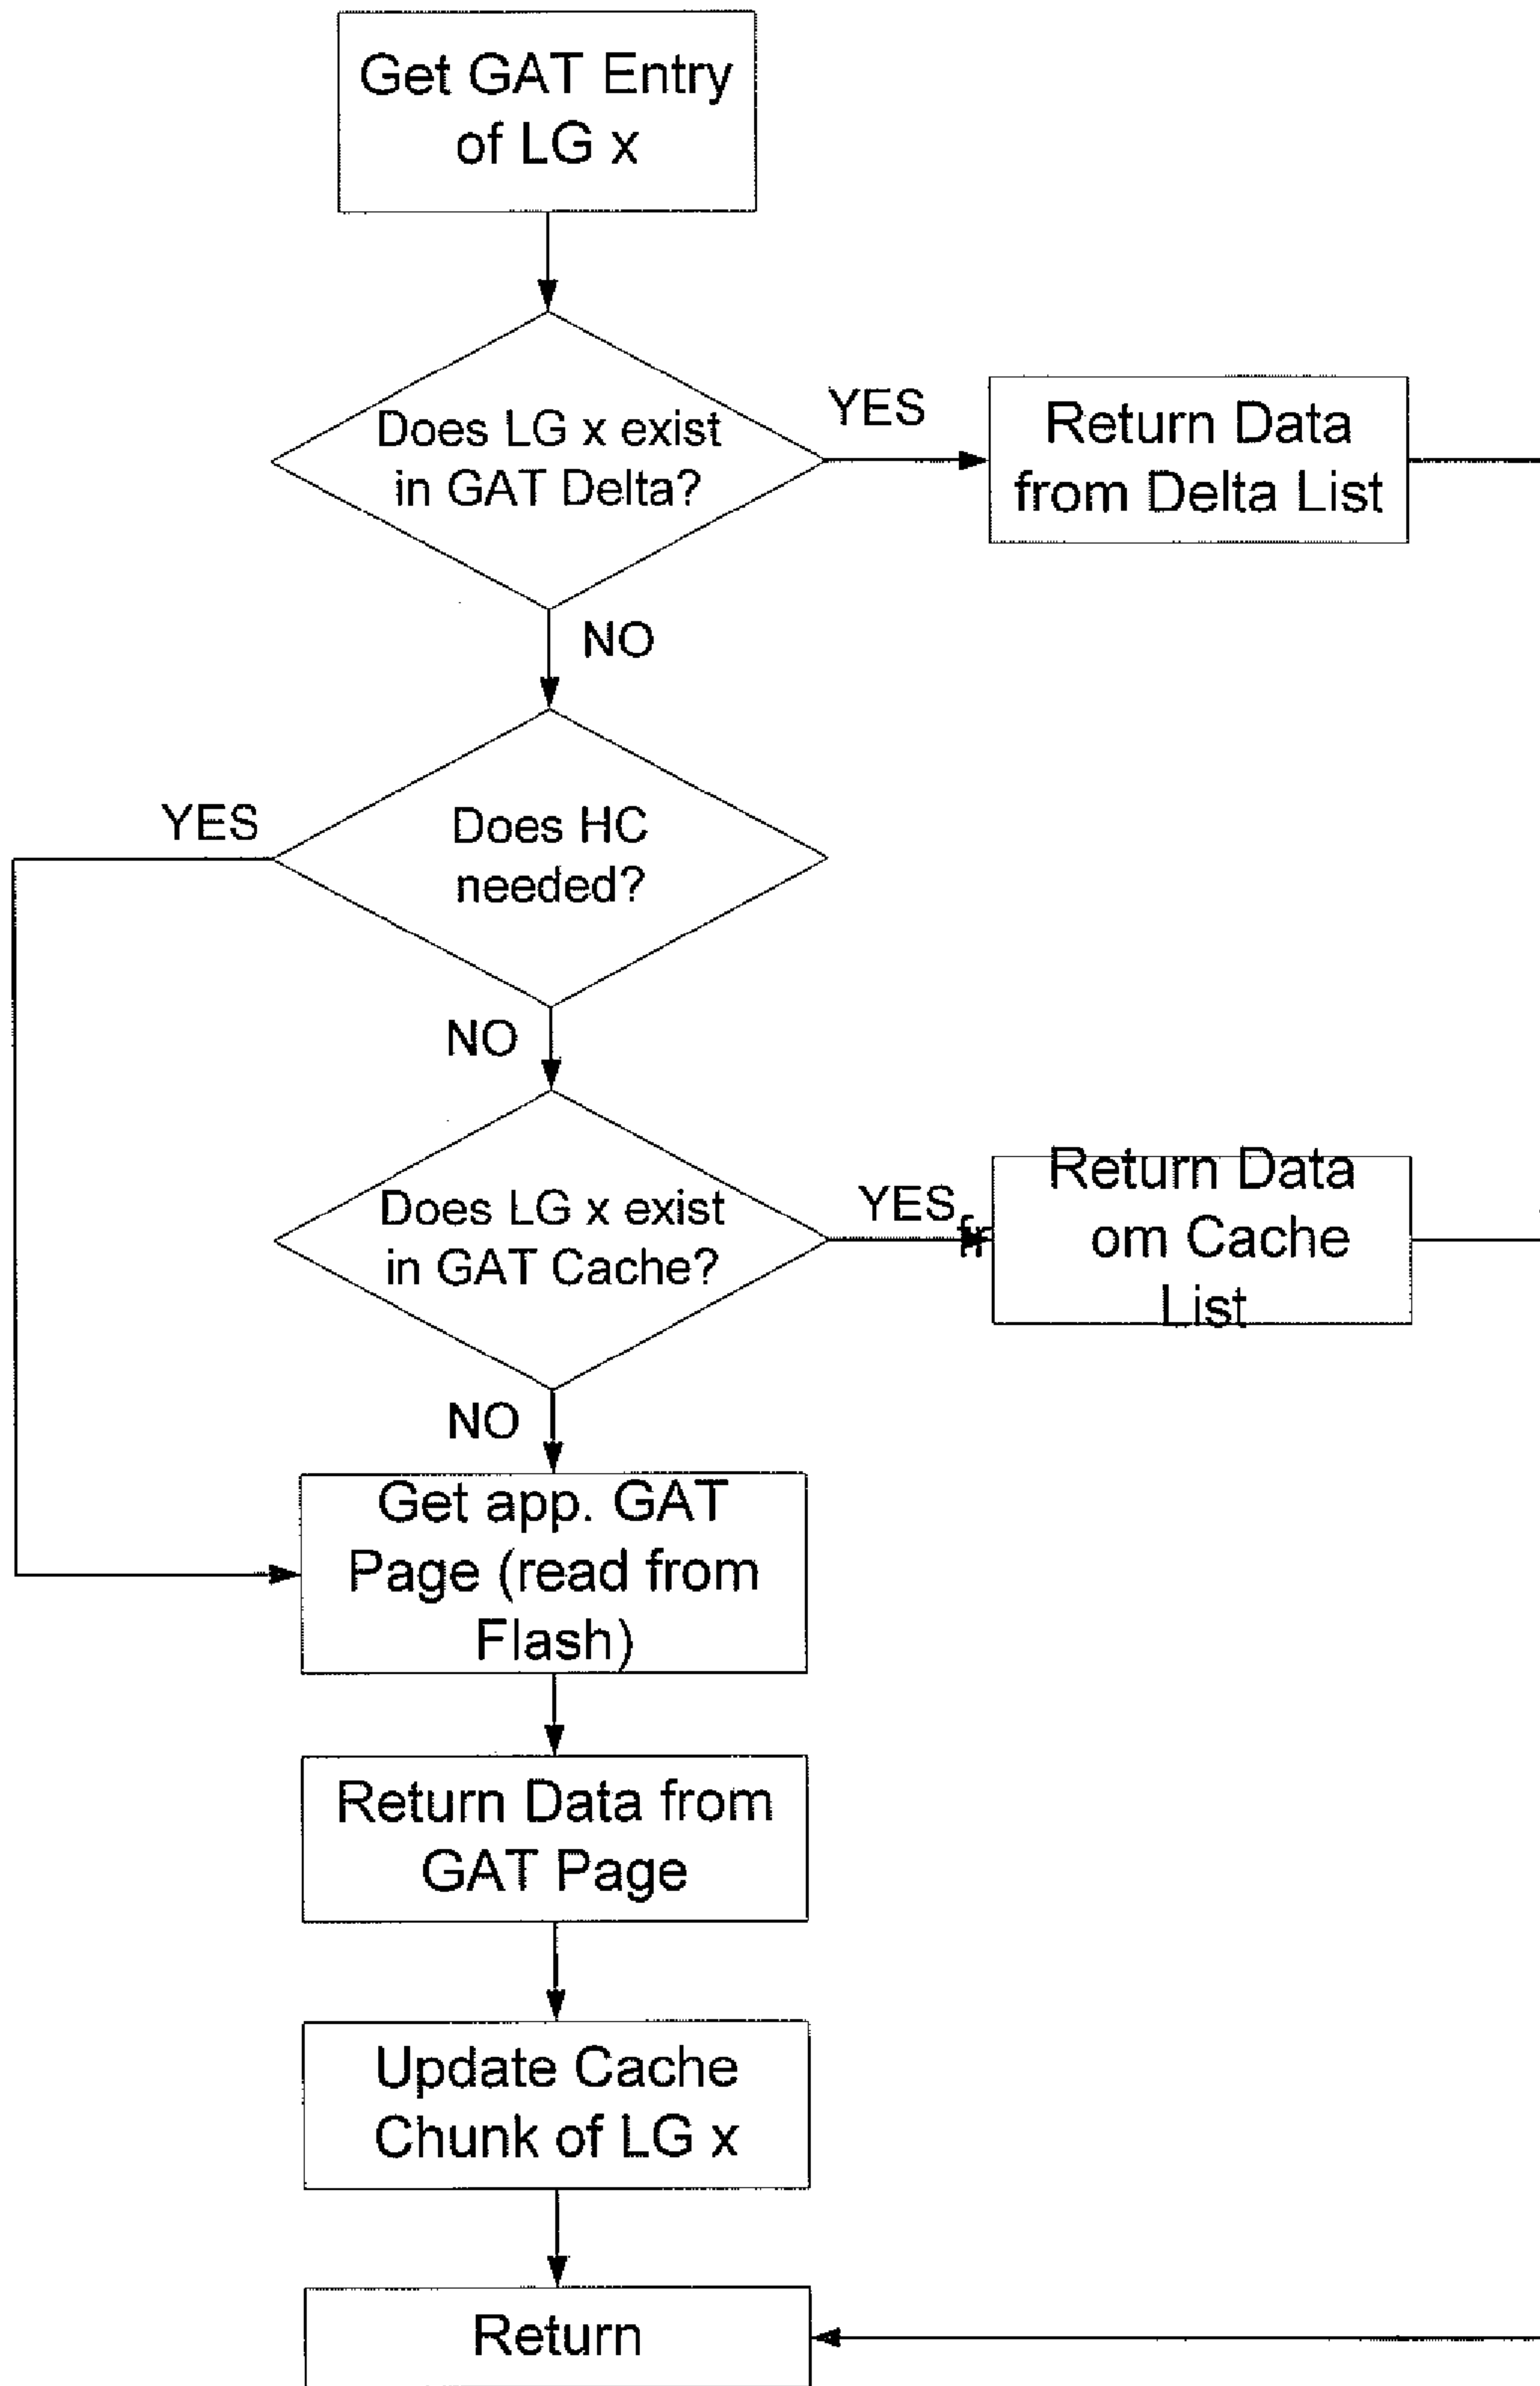 Get GAT Entry
of LG x
Does LG x exist
in GAT Delta?
YES
Return Data
from Delta List
NO
Does HC
needed?
YES
NO
Does LG x exist
in GAT Cache?
YES
Return Data
from Cache
List
NO
Get app. GAT
Page (read from
Flash)
Return Data from
GAT Page
Update Cache
Chunk of LG x
Return